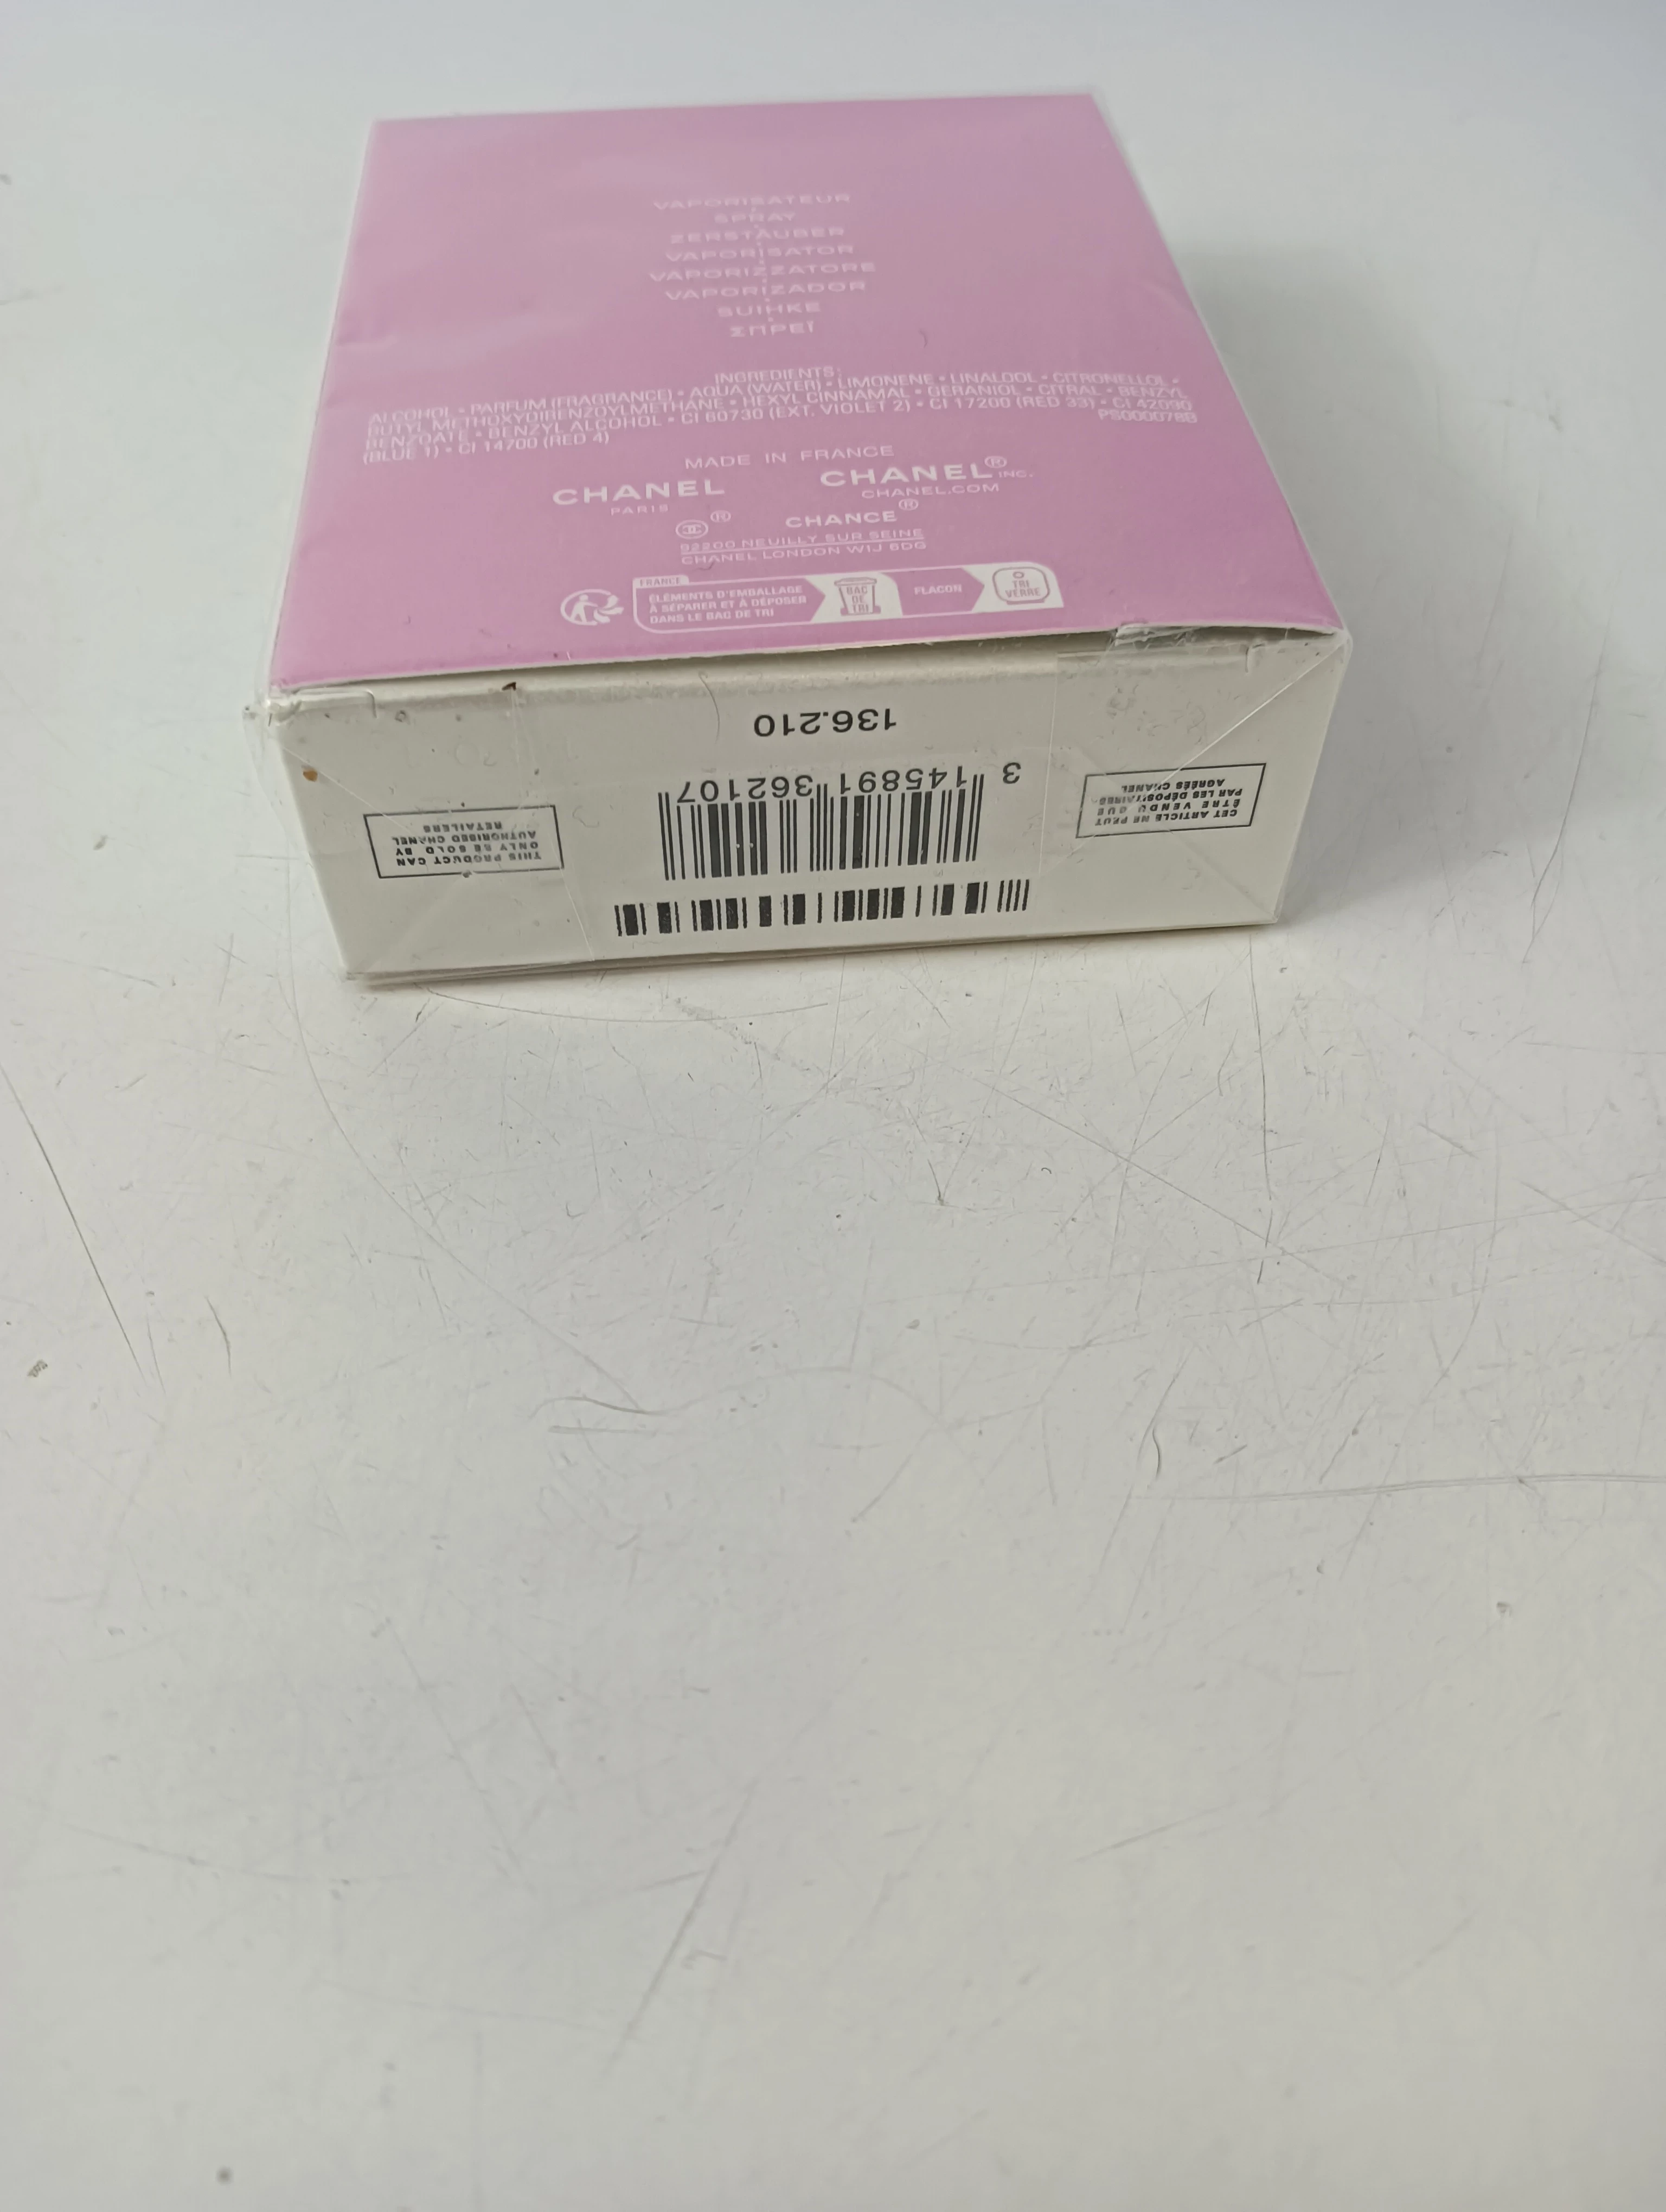 VAPORISATEUR
SPRAY
ZERSTÄUBER
VAPORISATOR
VAPORIZZATORE
VAPORIZADOR
SUIHKE
ΣΠΡΕΪ
INGREDIENTS:
ALCOHOL • PARFUM (FRAGRANCE) • AQUA (WATER) • LIMONENE • LINALOOL • CITRONELLOL •
BUTYL METHOXYDIBENZOYLMETHANE • HEXYL CINNAMAL • GERANIOL • CITRAL • BENZYL
BENZOATE • BENZYL ALCOHOL • CI 60730 (EXT. VIOLET 2) • CI 17200 (RED 33) • CI 42090
(BLUE 1) • CI 14700 (RED 4)
PS000078B
MADE IN FRANCE
CHANEL CHANEL® INC.
PARIS CHANEL.COM
® CHANCE®
92200 NEUILLY SUR SEINE
CHANEL LONDON W1J 6DG
FRANCE
ÉLÉMENTS D'EMBALLAGE
À SÉPARER ET À DÉPOSER
DANS LE BAC DE TRI
BAC
DE
TRI
FLACON
TRI
VERRE
136.210
3 145891 362107
CET ARTICLE NE PEUT
ÊTRE VENDU QUE
PAR LES DÉPOSITAIRES
AGRÉÉS CHANEL
THIS PRODUCT CAN
ONLY BE SOLD BY
AUTHORISED CHANEL
RETAILERS